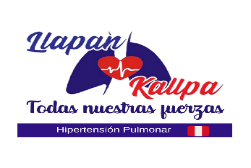 Llapan
Kallpa
Todas nuestras fuerzas
Hipertensión Pulmonar